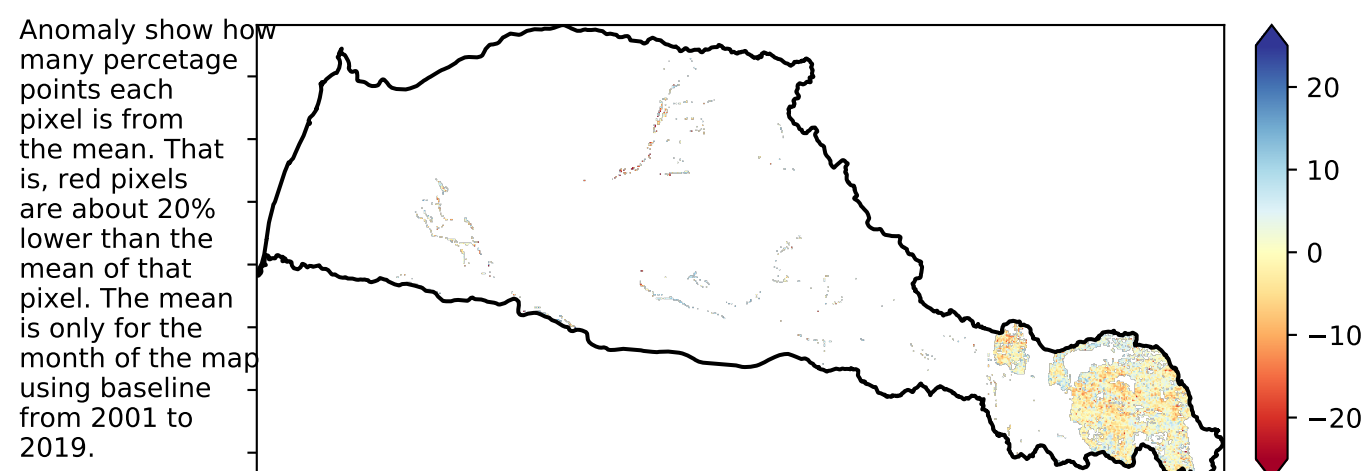 Anomaly show how
many percetage
points each
pixel is from
the mean. That
is, red pixels
are about 20%
lower than the
mean of that
pixel. The mean
is only for the
month of the map
using baseline
from 2001 to
2019.
20
10
0
−10
−20